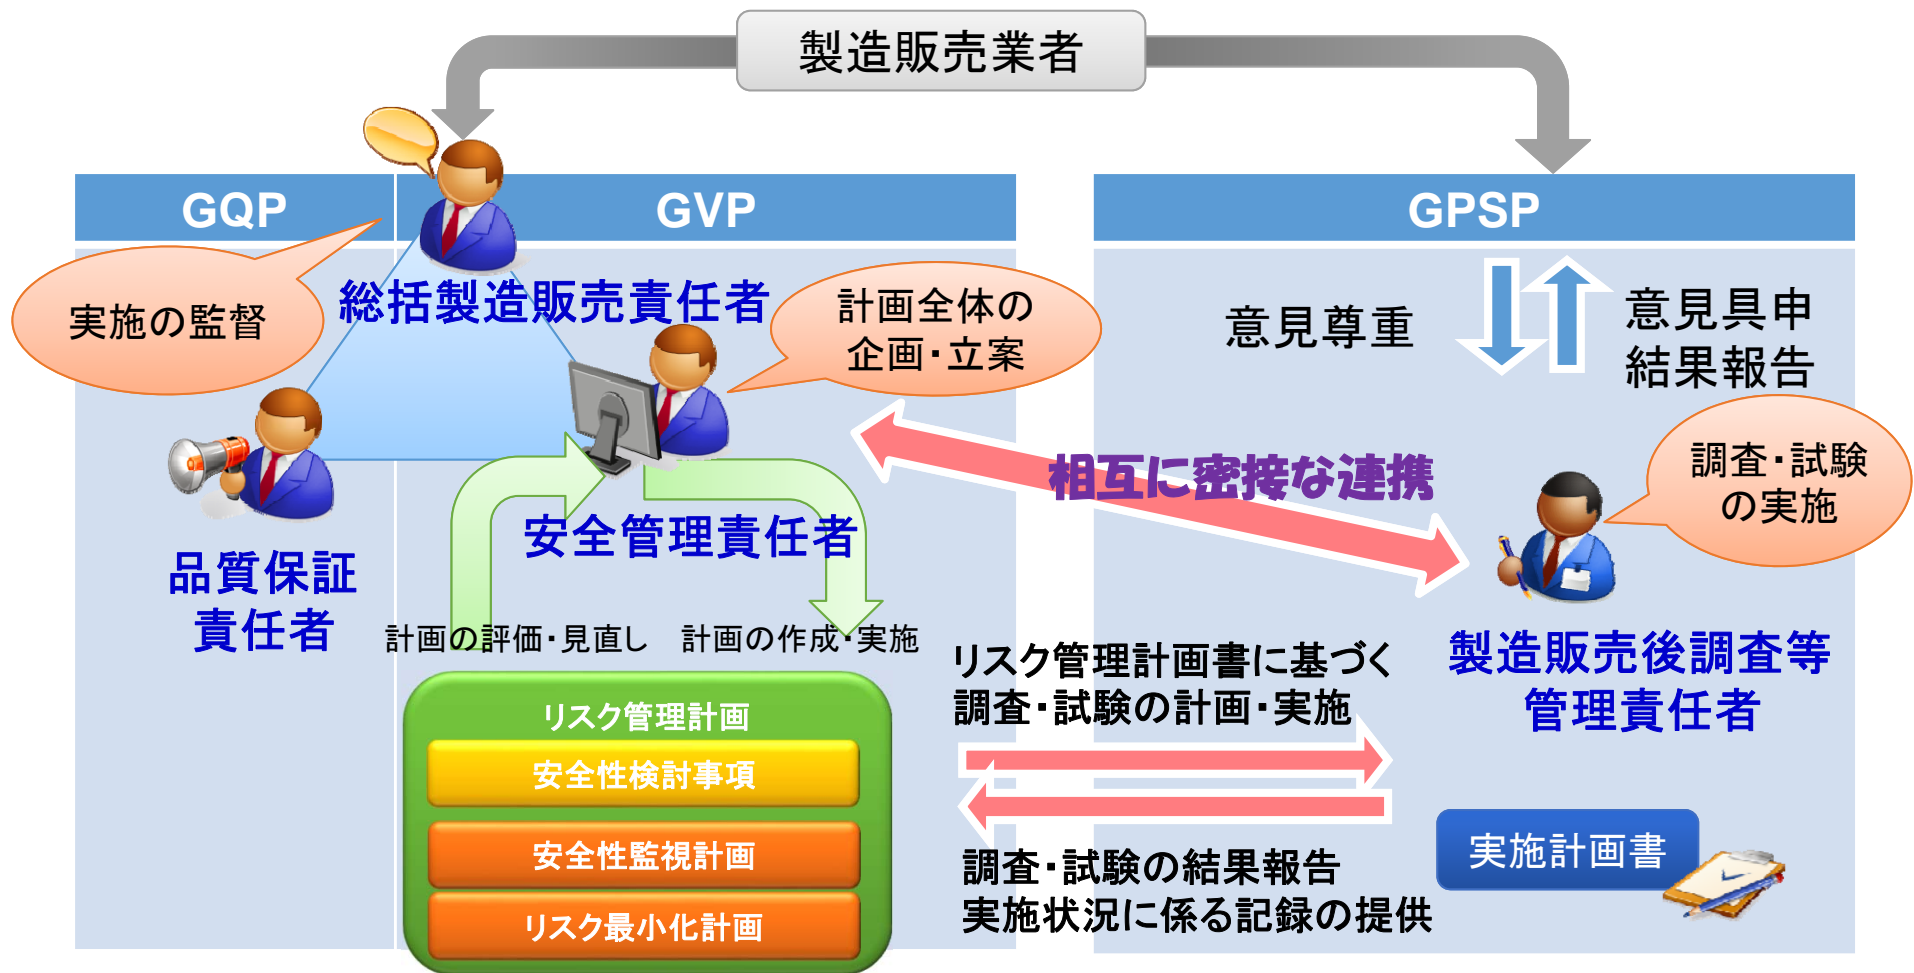 製造販売業者
GQP
GVP
GPSP
実施の監督
総括製造販売責任者
計画全体の
企画・立案
意見尊重
意見具申
結果報告
相互に密接な連携
調査・試験
の実施
品質保証
責任者
安全管理責任者
計画の評価・見直し
計画の作成・実施
製造販売後調査等
管理責任者
リスク管理計画書に基づく
調査・試験の計画・実施
リスク管理計画
安全性検討事項
安全性監視計画
リスク最小化計画
調査・試験の結果報告
実施状況に係る記録の提供
実施計画書